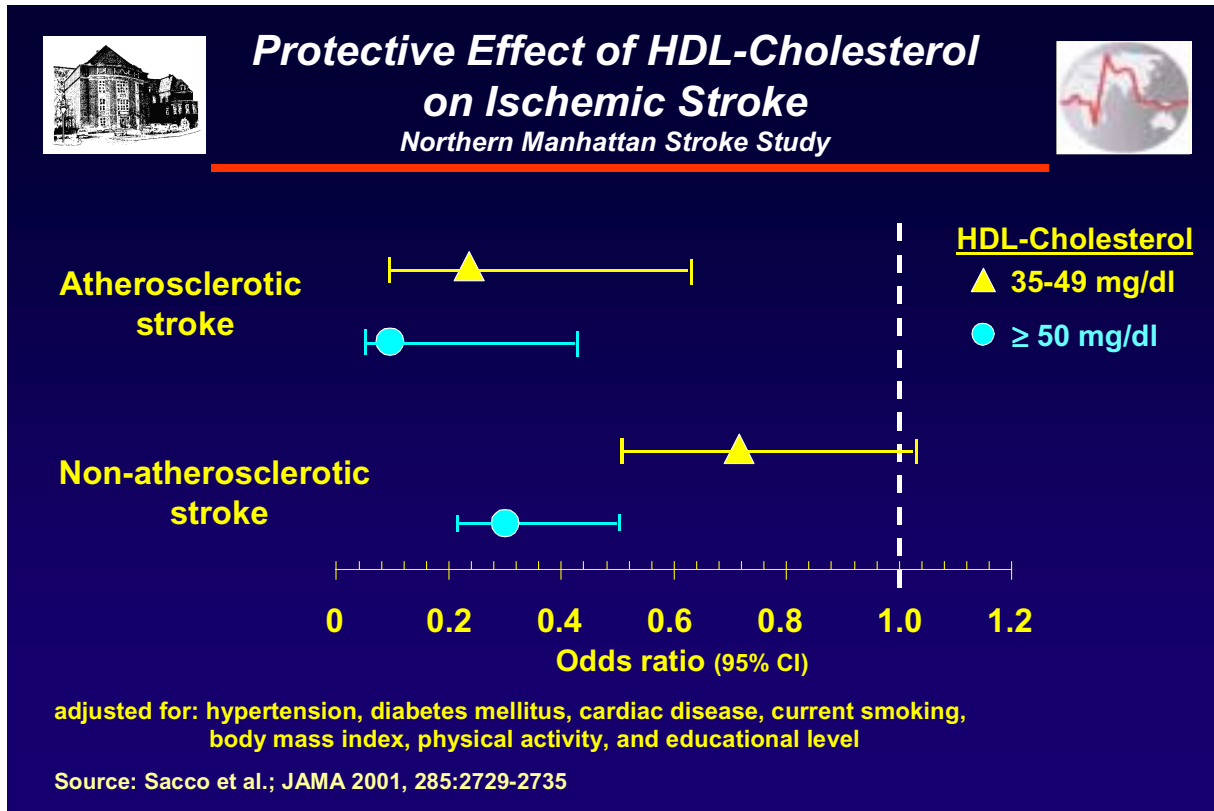 Protective Effect of HDL-Cholesterol
on Ischemic Stroke
Northern Manhattan Stroke Study
HDL-Cholesterol
35-49 mg/dl
≥ 50 mg/dl
Atherosclerotic
stroke
Non-atherosclerotic
stroke
0 0.2 0.4 0.6 0.8 1.0 1.2
Odds ratio (95% CI)
adjusted for: hypertension, diabetes mellitus, cardiac disease, current smoking,
body mass index, physical activity, and educational level
Source: Sacco et al.; JAMA 2001, 285:2729-2735